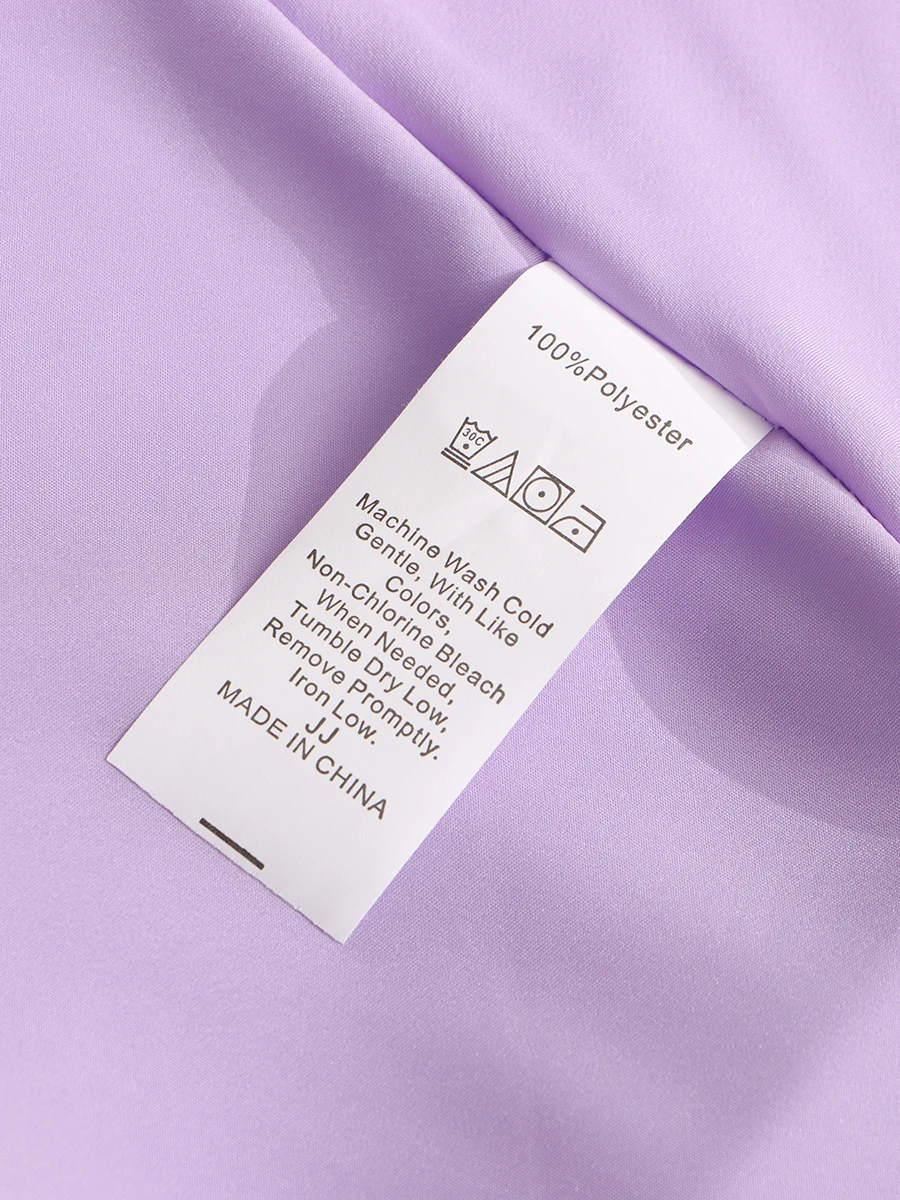 100%Polyester
30C
Machine Wash Cold
Gentle, With Like
Colors,
Non-Chlorine Bleach
When Needed,
Tumble Dry Low,
Remove Promptly.
Iron Low.
JJ
MADE IN CHINA